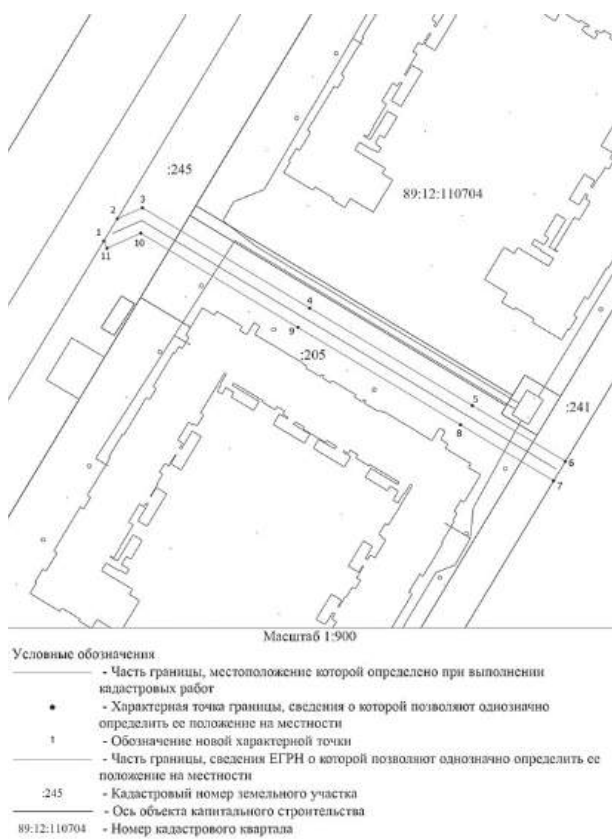 :245
89:12:110704
3
2
1
10
11
4
9
:205
5
:241
8
6
7
Масштаб 1:900
Условные обозначения
- Часть границы, местоположение которой определено при выполнении
кадастровых работ
- Характерная точка границы, сведения о которой позволяют однозначно
определить ее положение на местности
1 - Обозначение новой характерной точки
- Часть границы, сведения ЕГРН о которой позволяют однозначно определить ее
положение на местности
:245 - Кадастровый номер земельного участка
- Ось объекта капитального строительства
89:12:110704 - Номер кадастрового квартала